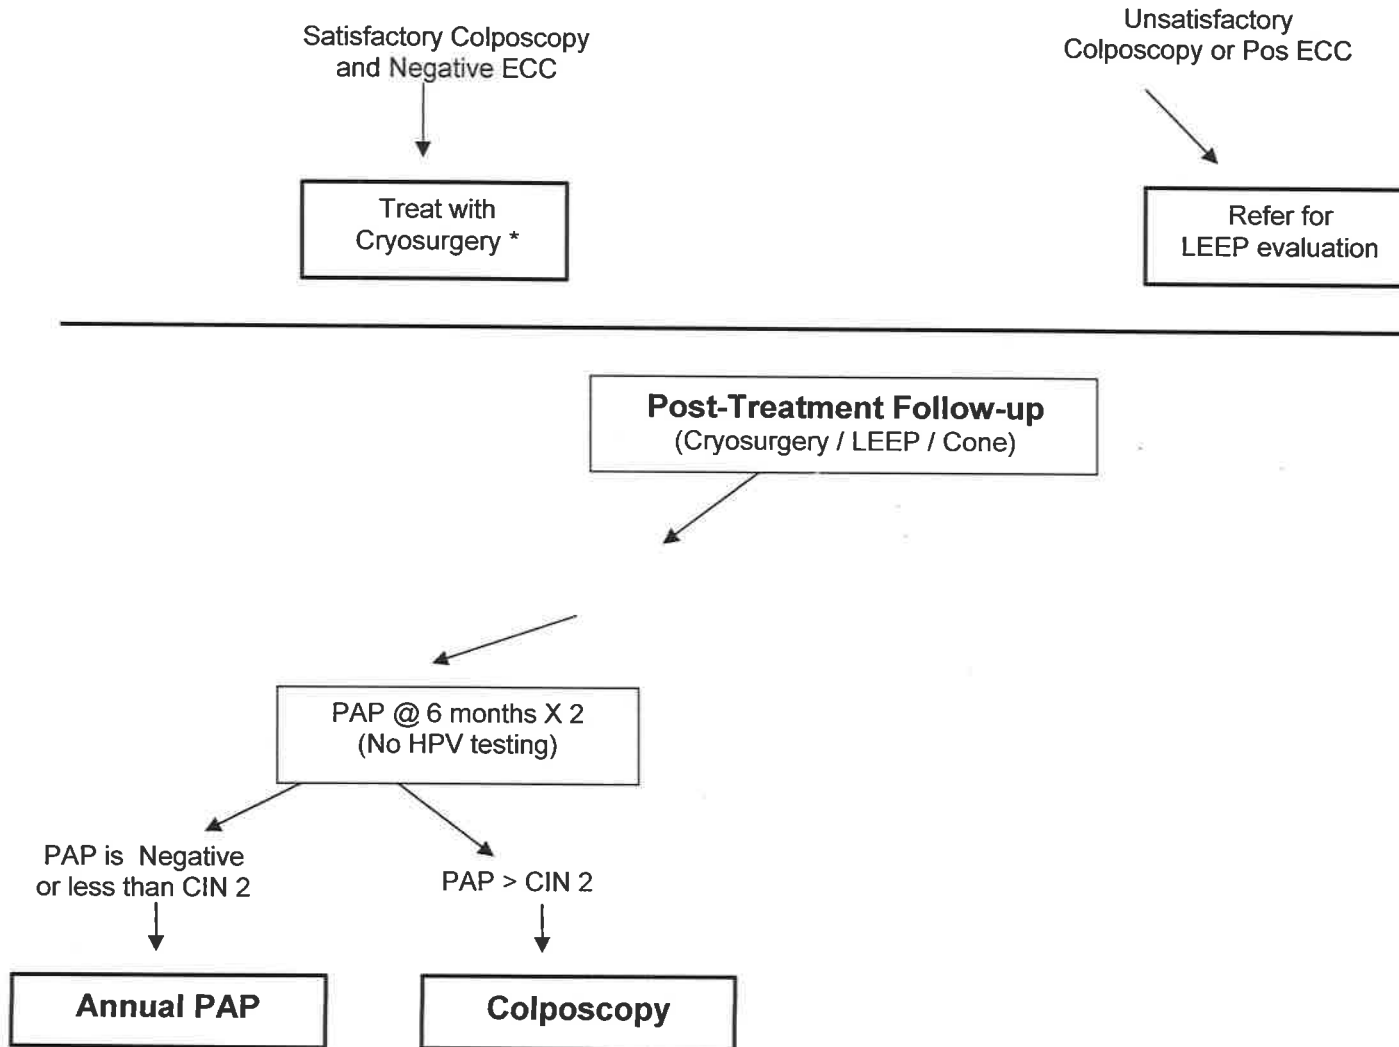 Satisfactory Colposcopy
and Negative ECC
Unsatisfactory
Colposcopy or Pos ECC
Treat with
Cryosurgery *
Refer for
LEEP evaluation
Post-Treatment Follow-up
(Cryosurgery / LEEP / Cone)
PAP @ 6 months X 2
(No HPV testing)
PAP is Negative
or less than CIN 2
PAP > CIN 2
Annual PAP
Colposcopy